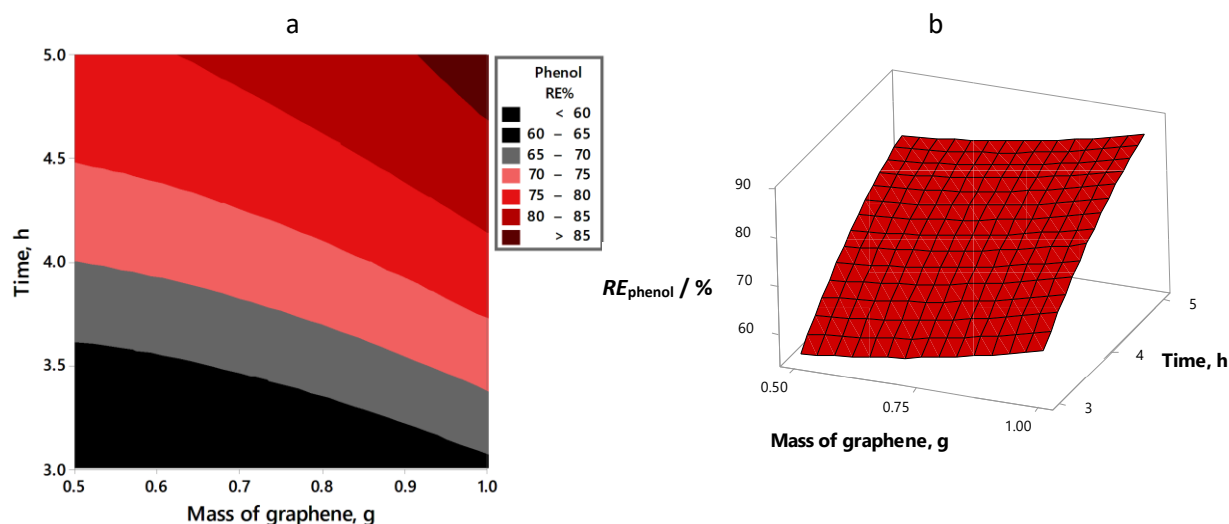 a
5.0
4.5
4.0
3.5
3.0
Time, h
0.5
0.6
0.7
0.8
0.9
1.0
Mass of graphene, g
Phenol
RE%
< 60
60 – 65
65 – 70
70 – 75
75 – 80
80 – 85
> 85
b
90
80
70
60
REphenol / %
0.50
0.75
1.00
Mass of graphene, g
3
4
5
Time, h